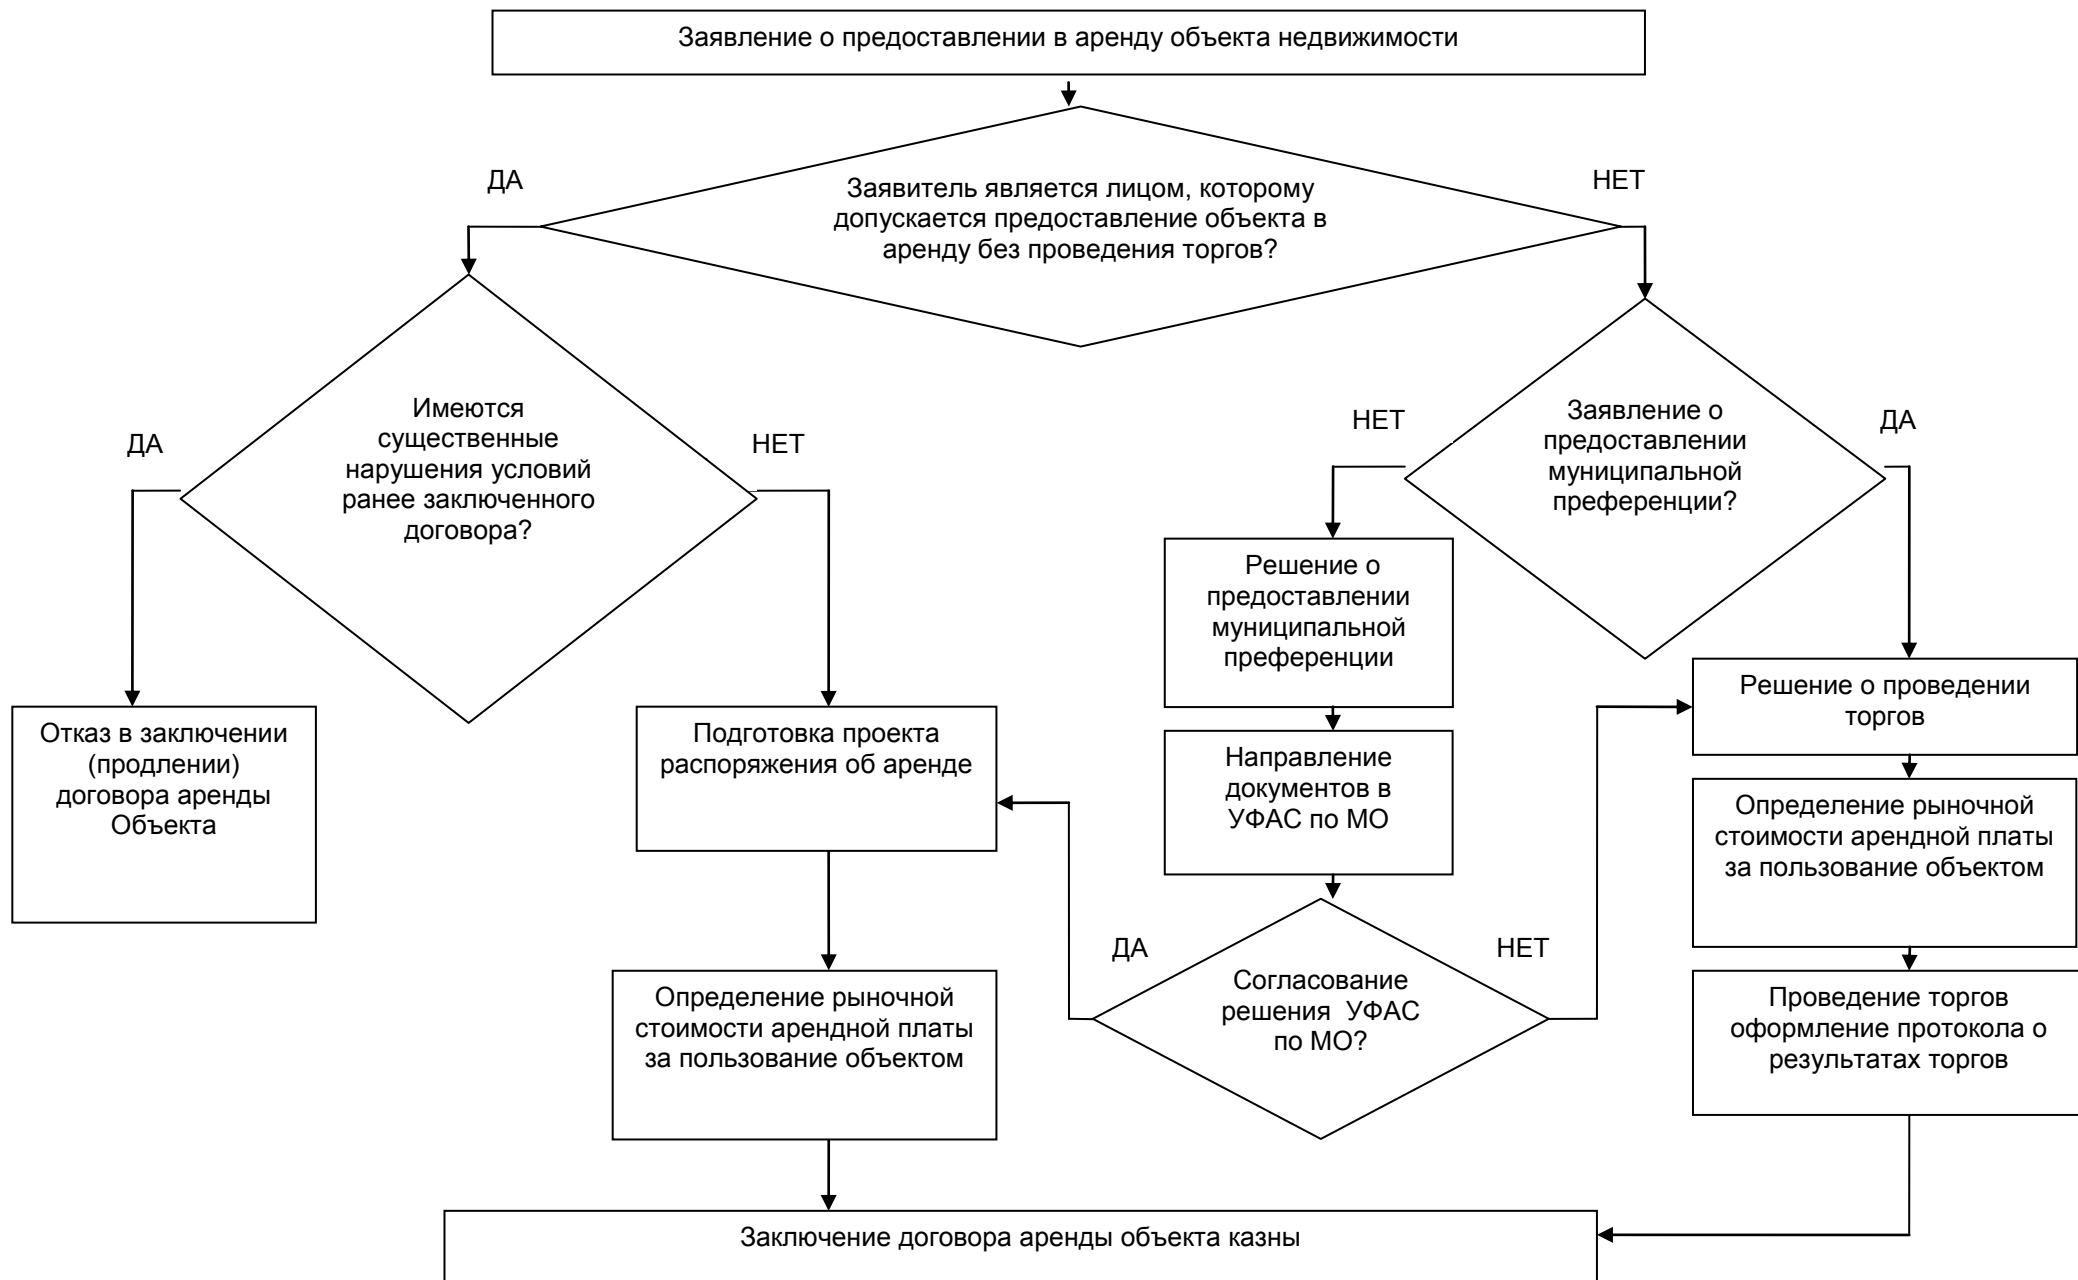 Заявление о предоставлении в аренду объекта недвижимости
ДА
Заявитель является лицом, которому
допускается предоставление объекта в
аренду без проведения торгов?
НЕТ
ДА
Имеются
существенные
нарушения условий
ранее заключенного
договора?
НЕТ
НЕТ
Заявление о
предоставлении
муниципальной
преференции?
ДА
Отказ в заключении
(продлении)
договора аренды
Объекта
Подготовка проекта
распоряжения об аренде
Решение о
предоставлении
муниципальной
преференции
Направление
документов в
УФАС по МО
Решение о проведении
торгов
Определение рыночной
стоимости арендной платы
за пользование объектом
ДА
Согласование
решения УФАС
по МО?
НЕТ
Определение рыночной
стоимости арендной платы
за пользование объектом
Проведение торгов
оформление протокола о
результатах торгов
Заключение договора аренды объекта казны